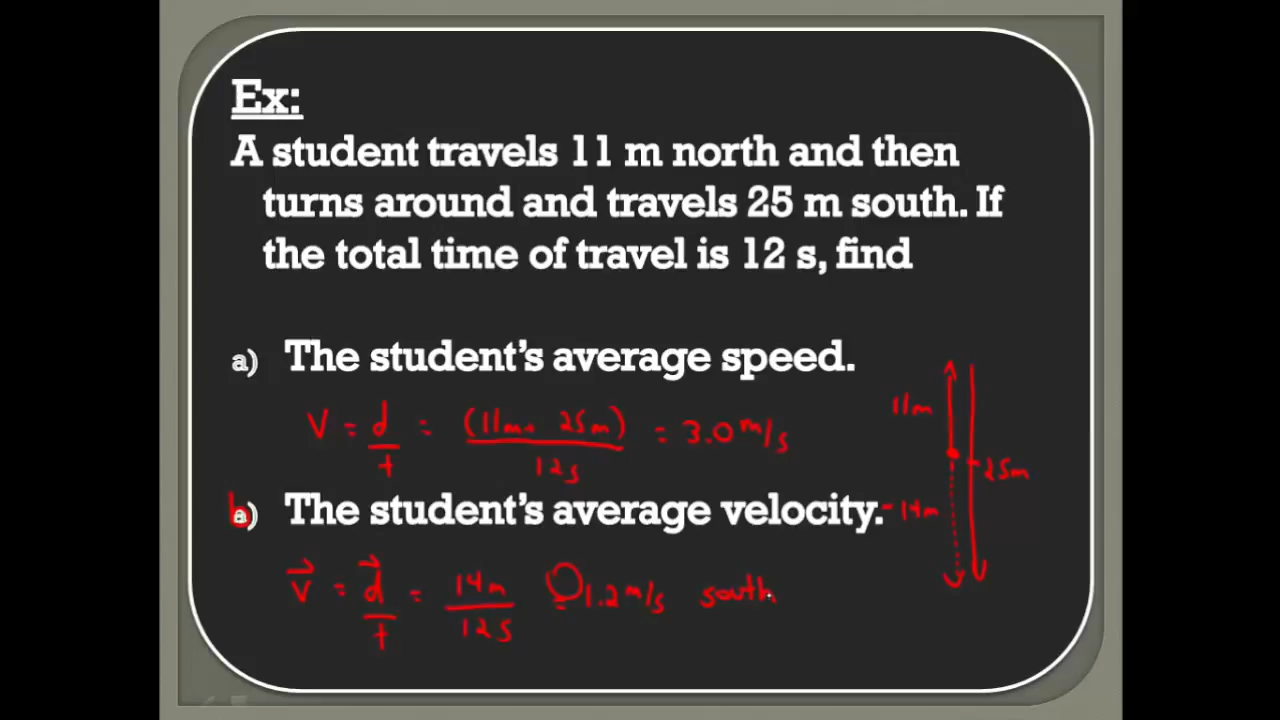 Ex:
A student travels 11 m north and then
turns around and travels 25 m south. If
the total time of travel is 12 s, find
a) The student's average speed.
11m
V = d/t = (11m+ 25m)/12s = 3.0 m/s
25m
b) The student's average velocity.
-14m
v⃗ = d⃗/t = 14m/12s 1.2 m/s south